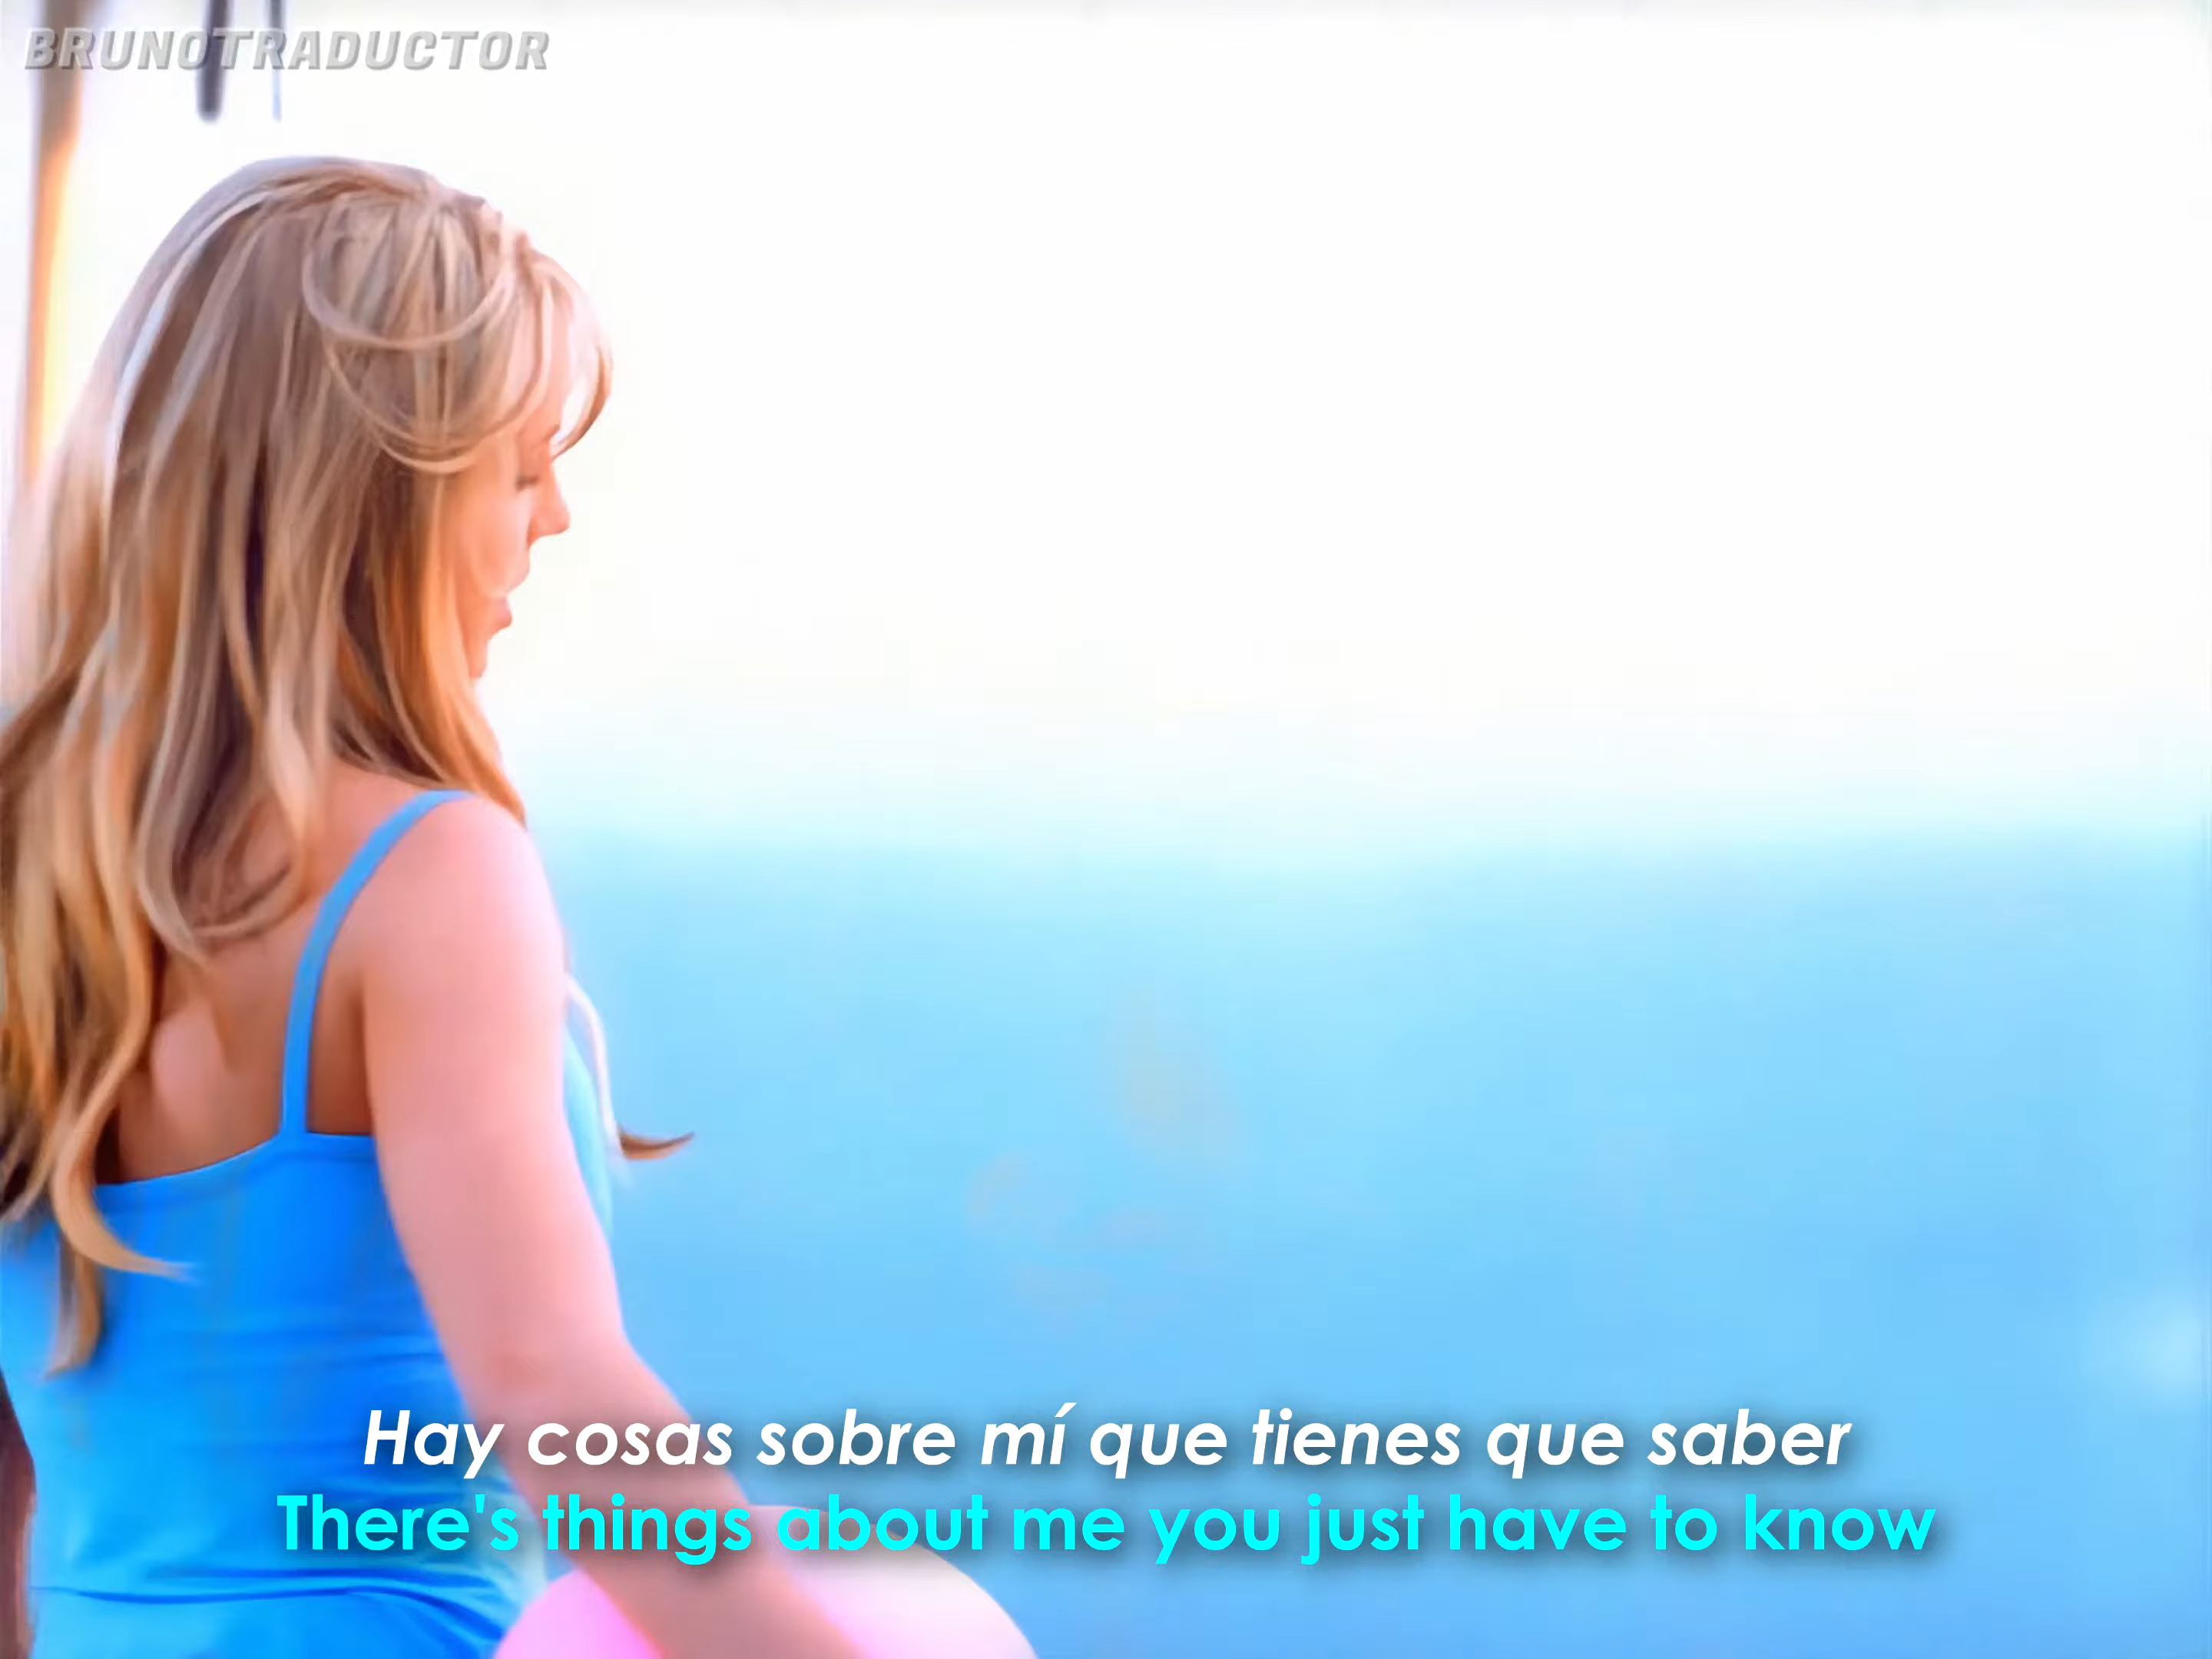 BRUNOTRADUCTOR
Hay cosas sobre mí que tienes que saber
There's things about me you just have to know